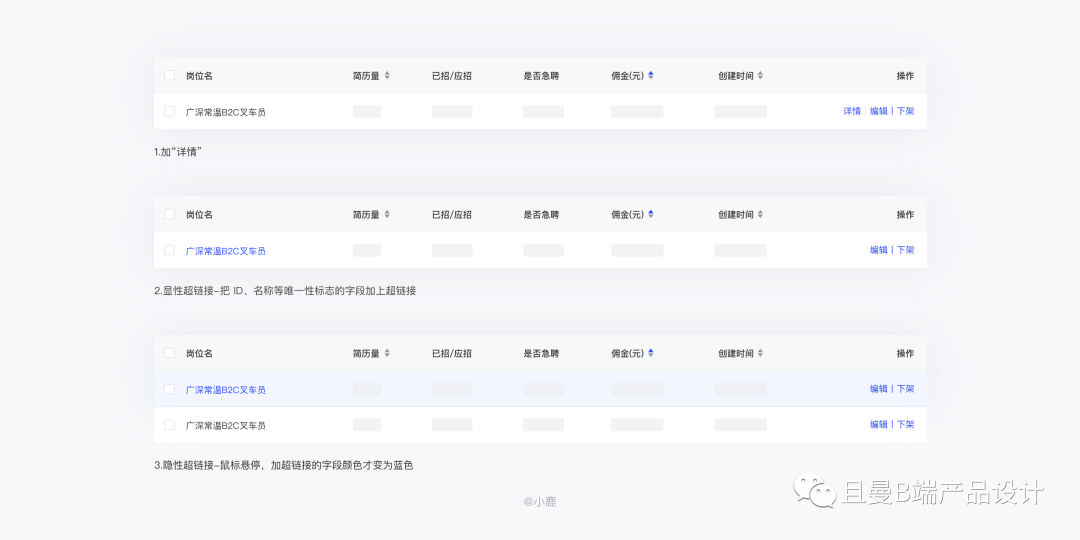 岗位名 简历量 已招/应招 是否急聘 佣金(元) 创建时间 操作
广深常温B2C叉车员 详情 编辑 | 下架
1.加“详情”
岗位名 简历量 已招/应招 是否急聘 佣金(元) 创建时间 操作
广深常温B2C叉车员 编辑 | 下架
2.显性超链接–把 ID、名称等唯一性标志的字段加上超链接
岗位名 简历量 已招/应招 是否急聘 佣金(元) 创建时间 操作
广深常温B2C叉车员 编辑 | 下架
广深常温B2C叉车员 编辑 | 下架
3.隐性超链接–鼠标悬停，加超链接的字段颜色才变为蓝色
@小鹿
且曼B端产品设计